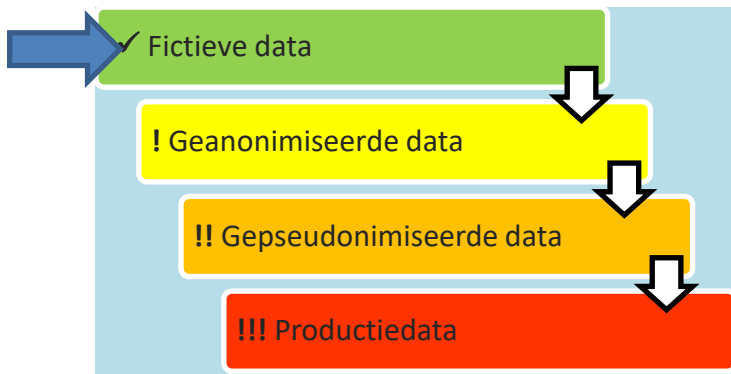 ✓ Fictieve data
! Geanonimiseerde data
!! Gepseudonimiseerde data
!!! Productiedata